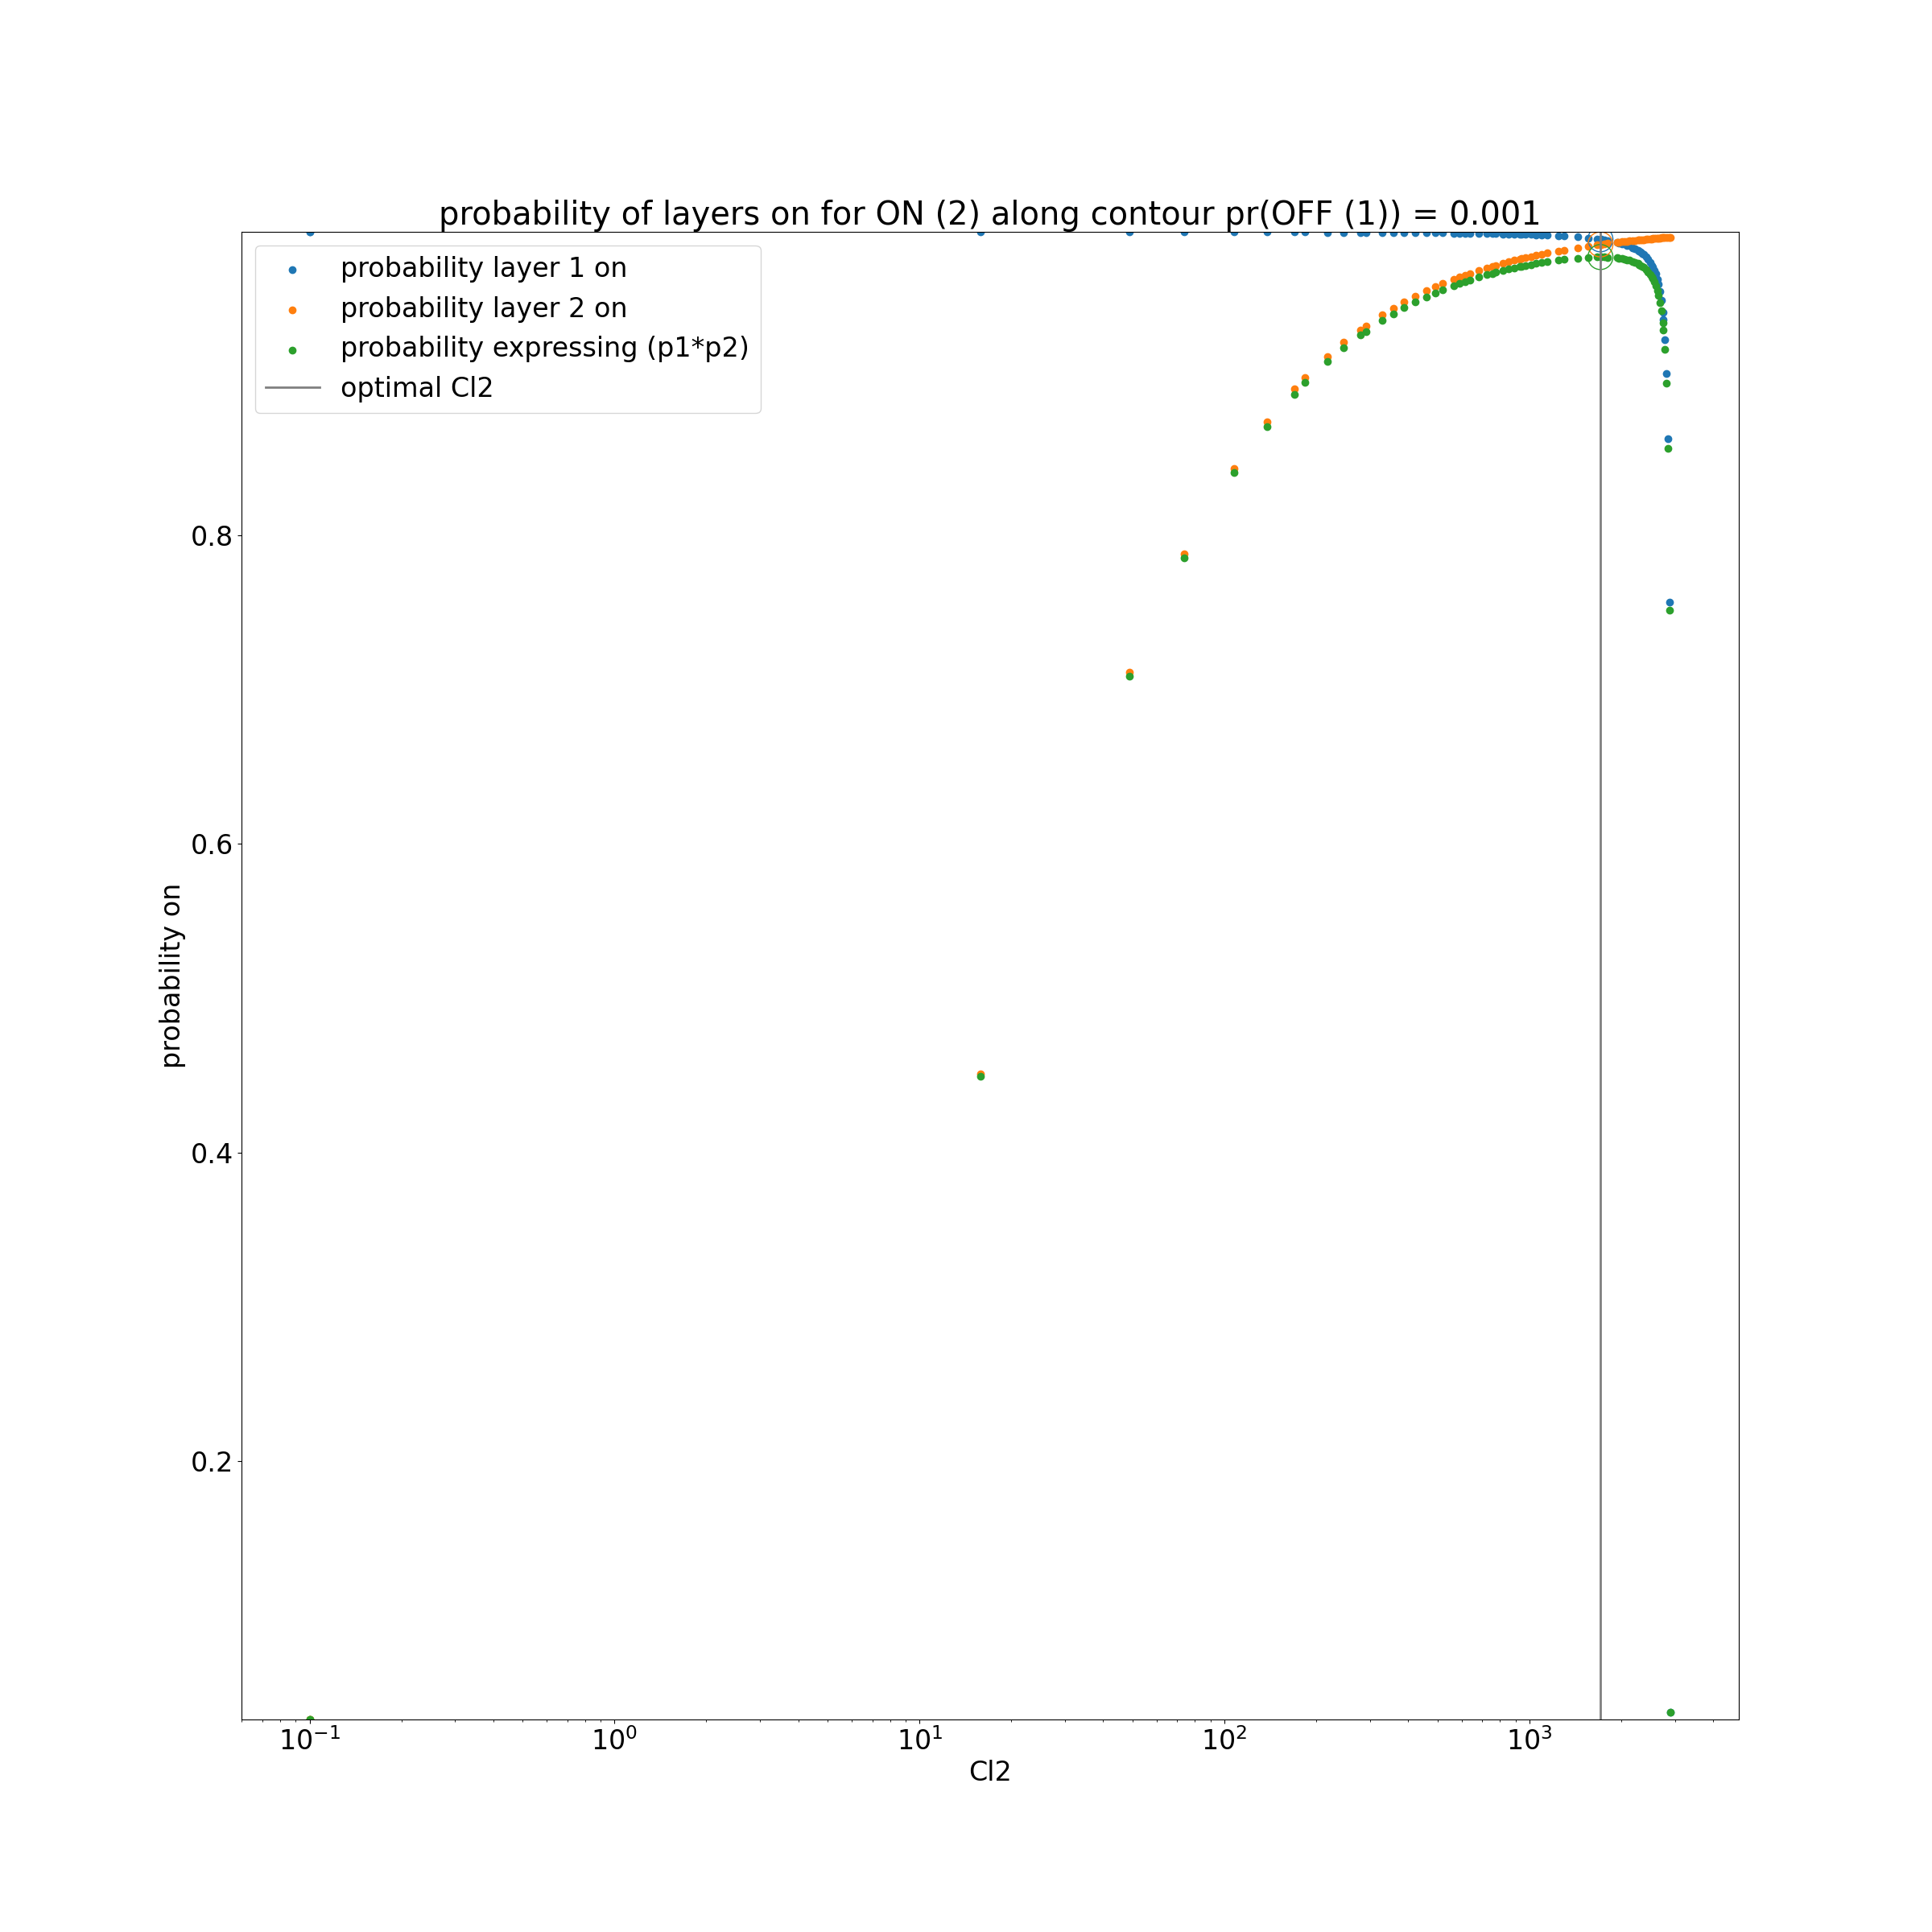 probability of layers on for ON (2) along contour pr(OFF (1)) = 0.001
probability layer 1 on
probability layer 2 on
probability expressing (p1*p2)
optimal Cl2
0.8
0.6
0.4
0.2
probability on
10⁻¹ 10⁰ 10¹ 10² 10³
Cl2